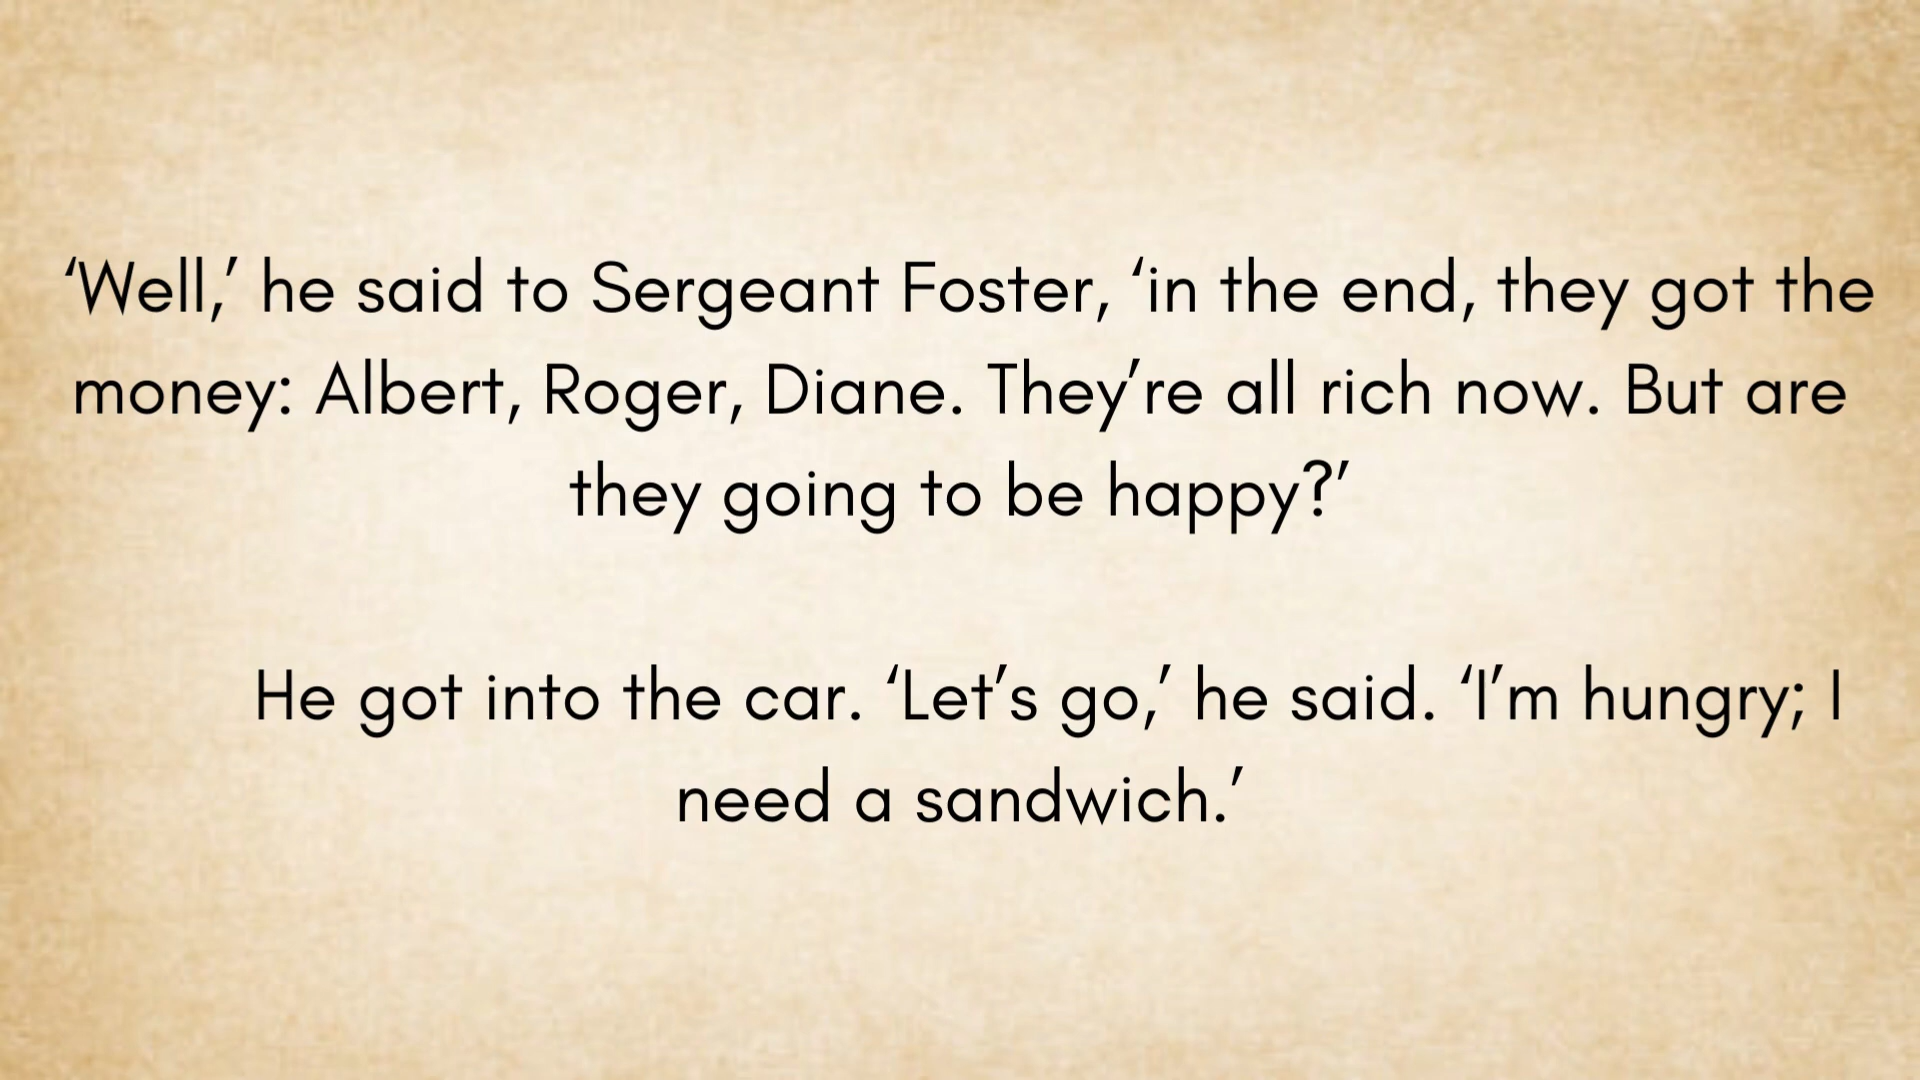 ‘Well,’ he said to Sergeant Foster, ‘in the end, they got the
money: Albert, Roger, Diane. They’re all rich now. But are
they going to be happy?’
He got into the car. ‘Let’s go,’ he said. ‘I’m hungry; I
need a sandwich.’